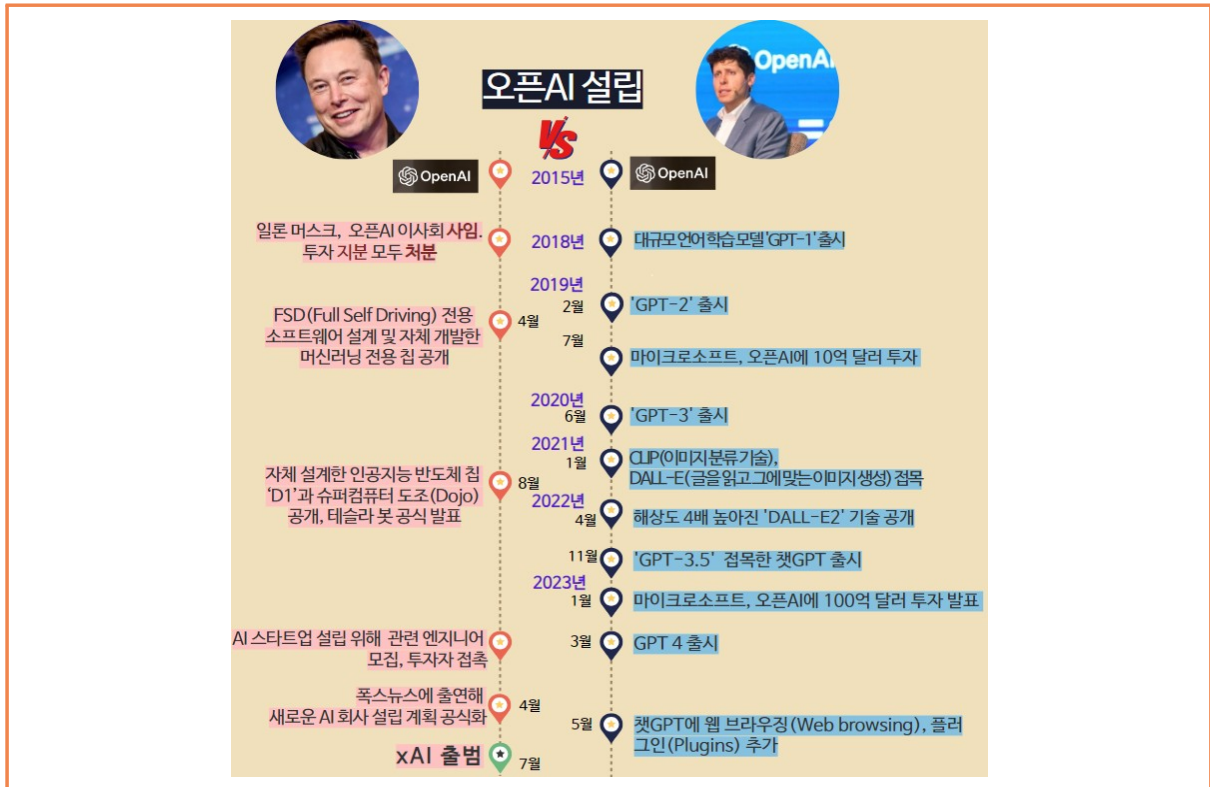 OpenAI
오픈AI 설립
VS
OpenAI
2015년
OpenAI
일론 머스크, 오픈AI 이사회 사임.
투자 지분 모두 처분
2018년
대규모 언어 학습 모델 'GPT-1' 출시
2019년
2월
'GPT-2' 출시
FSD(Full Self Driving) 전용
소프트웨어 설계 및 자체 개발한
머신러닝 전용 칩 공개
4월
7월
마이크로소프트, 오픈AI에 10억 달러 투자
2020년
6월
'GPT-3' 출시
2021년
1월
CLIP(이미지 분류 기술),
DALL-E(글을 읽고 그에 맞는 이미지 생성) 접목
자체 설계한 인공지능 반도체 칩
'D1'과 슈퍼컴퓨터 도조(Dojo)
공개, 테슬라 봇 공식 발표
8월
2022년
4월
해상도 4배 높아진 'DALL-E2' 기술 공개
11월
'GPT-3.5' 접목한 챗GPT 출시
2023년
1월
마이크로소프트, 오픈AI에 100억 달러 투자 발표
AI 스타트업 설립 위해 관련 엔지니어
모집, 투자자 접촉
3월
GPT 4 출시
폭스뉴스에 출연해
새로운 AI 회사 설립 계획 공식화
4월
5월
챗GPT에 웹 브라우징(Web browsing), 플러
그인(Plugins) 추가
xAI 출범
7월